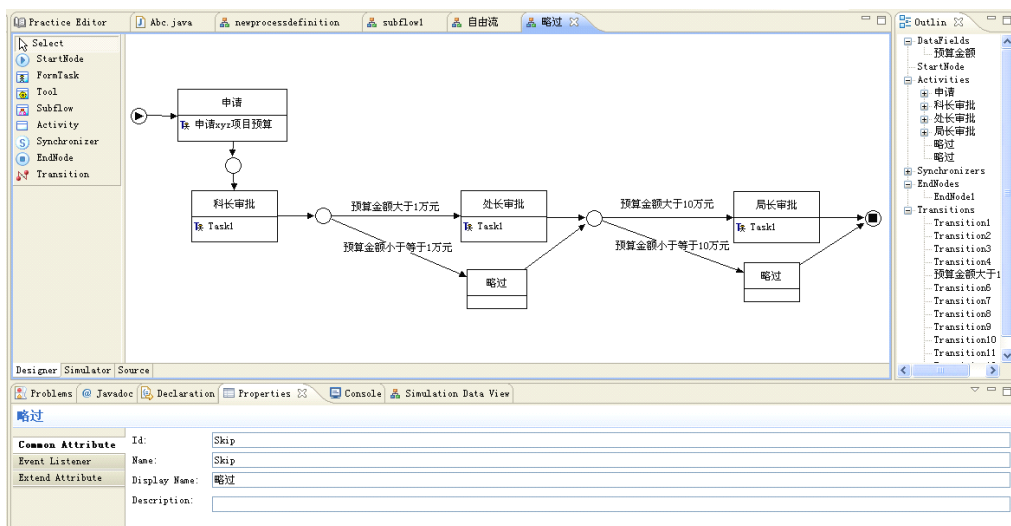 Practice Editor
Abc.java
newprocessdefinition
subflow1
自由流
略过
Select
StartNode
FormTask
Tool
Subflow
Activity
Synchronizer
EndNode
Transition
申请
申请xyz项目预算
科长审批
Task1
预算金额大于1万元
预算金额小于等于1万元
处长审批
Task1
略过
预算金额大于10万元
预算金额小于等于10万元
局长审批
Task1
略过
Designer Simulator Source
Outlin
DataFields
预算金额
StartNode
Activities
申请
科长审批
处长审批
局长审批
略过
略过
Synchronizers
EndNodes
EndNode1
Transitions
Transition1
Transition2
Transition3
Transition4
预算金额大于1
Transition6
Transition7
Transition8
Transition9
Transition10
Transition11
Problems @ Javadoc Declaration Properties Console Simulation Data View
略过
Common Attribute
Event Listener
Extend Attribute
Id: Skip
Name: Skip
Display Name: 略过
Description: